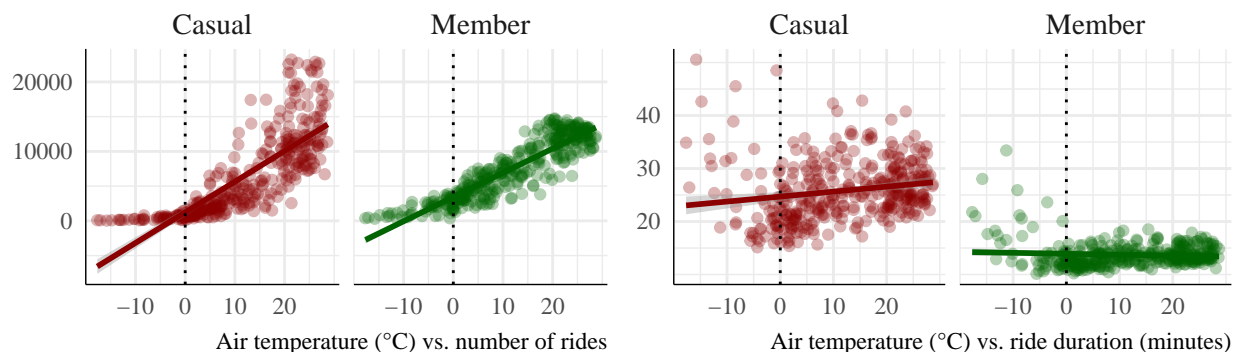 Casual Member Casual Member
20000
10000
0
40
30
20
−10 0 10 20 −10 0 10 20 −10 0 10 20 −10 0 10 20
Air temperature (°C) vs. number of rides Air temperature (°C) vs. ride duration (minutes)